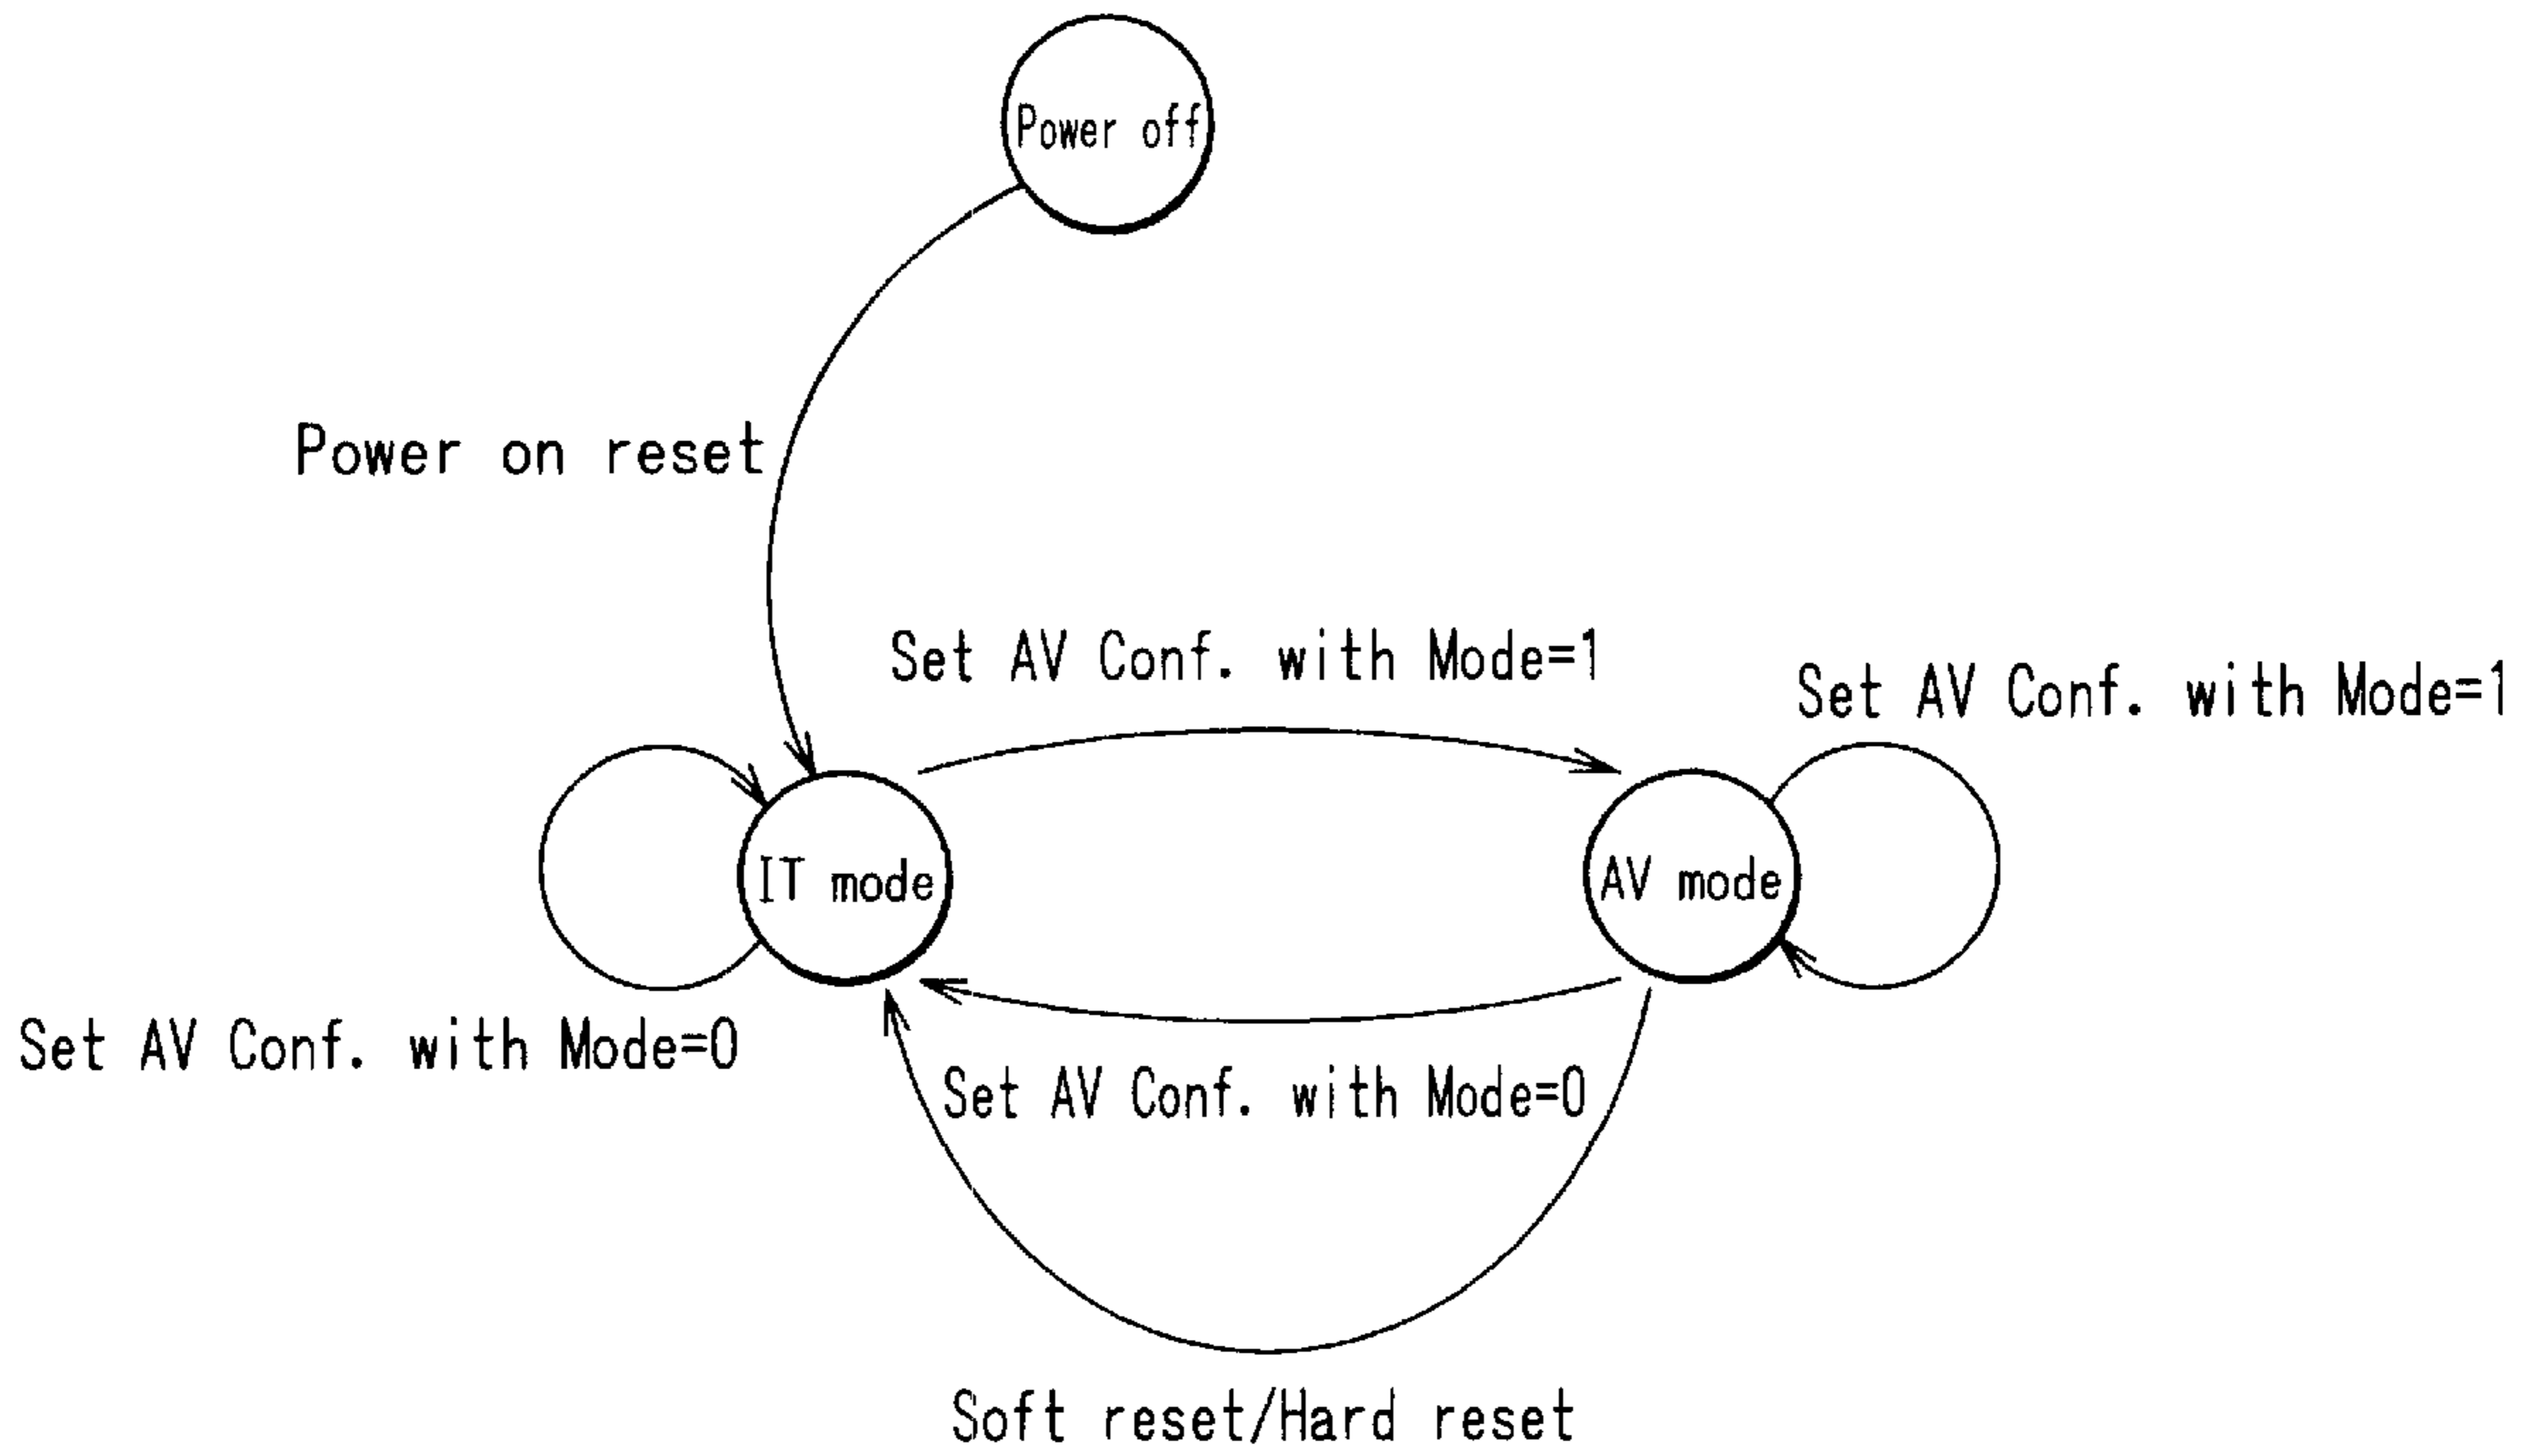 Power off
Power on reset
Set AV Conf. with Mode=1
Set AV Conf. with Mode=1
IT mode
AV mode
Set AV Conf. with Mode=0
Set AV Conf. with Mode=0
Soft reset/Hard reset